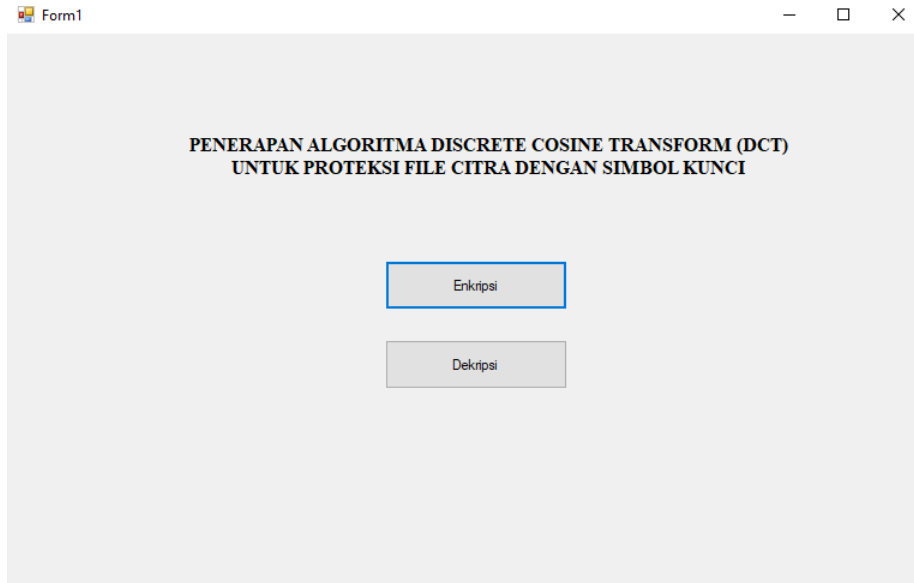 Form1
PENERAPAN ALGORITMA DISCRETE COSINE TRANSFORM (DCT)
UNTUK PROTEKSI FILE CITRA DENGAN SIMBOL KUNCI
Enkripsi
Dekripsi